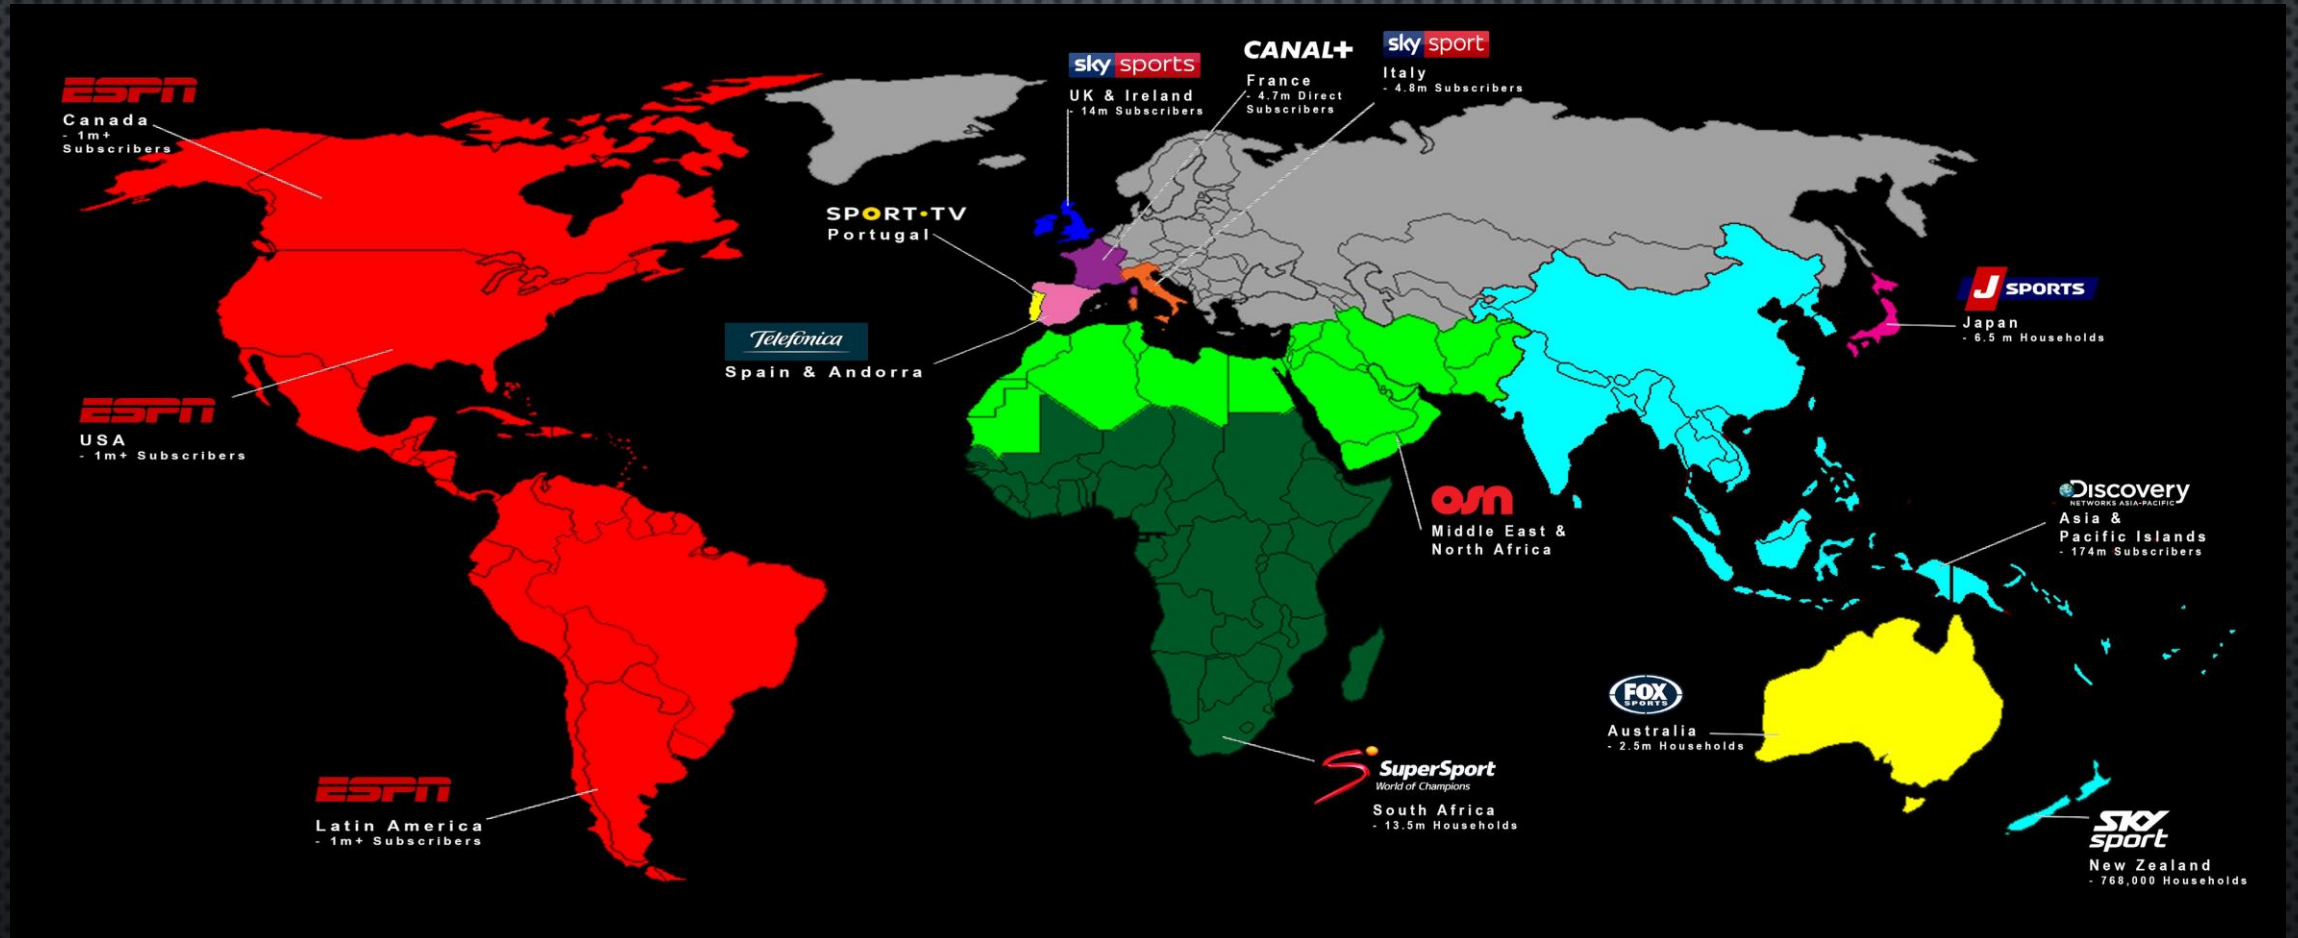 ESPN
Canada
- 1m+
Subscribers
sky sports
UK & Ireland
- 14m Subscribers
CANAL+
France
- 4.7m Direct
Subscribers
sky sport
Italy
- 4.8m Subscribers
SPORT•TV
Portugal
Telefónica
Spain & Andorra
J SPORTS
Japan
- 6.5 m Households
ESPN
USA
- 1m+ Subscribers
osn
Middle East &
North Africa
Discovery
NETWORKS ASIA-PACIFIC
Asia &
Pacific Islands
- 174m Subscribers
FOX
SPORTS
Australia
- 2.5m Households
SuperSport
World of Champions
South Africa
- 13.5m Households
ESPN
Latin America
- 1m+ Subscribers
SKY
sport
New Zealand
- 768,000 Households